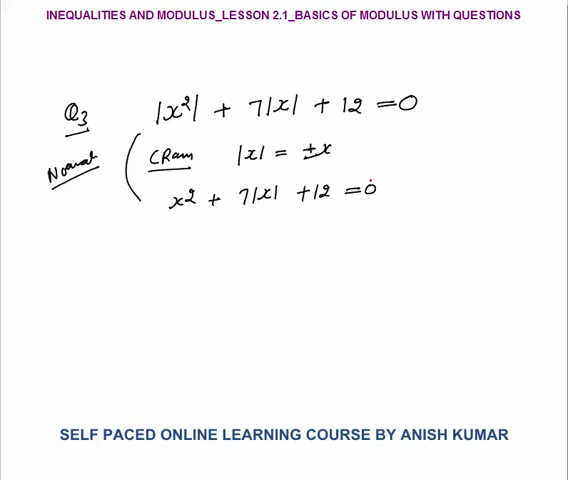 INEQUALITIES AND MODULUS_LESSON 2.1_BASICS OF MODULUS WITH QUESTIONS
Q3 |x²| + 7|x| + 12 = 0
Normal CRam |x| = ±x
x² + 7|x| + 12 = 0
SELF PACED ONLINE LEARNING COURSE BY ANISH KUMAR